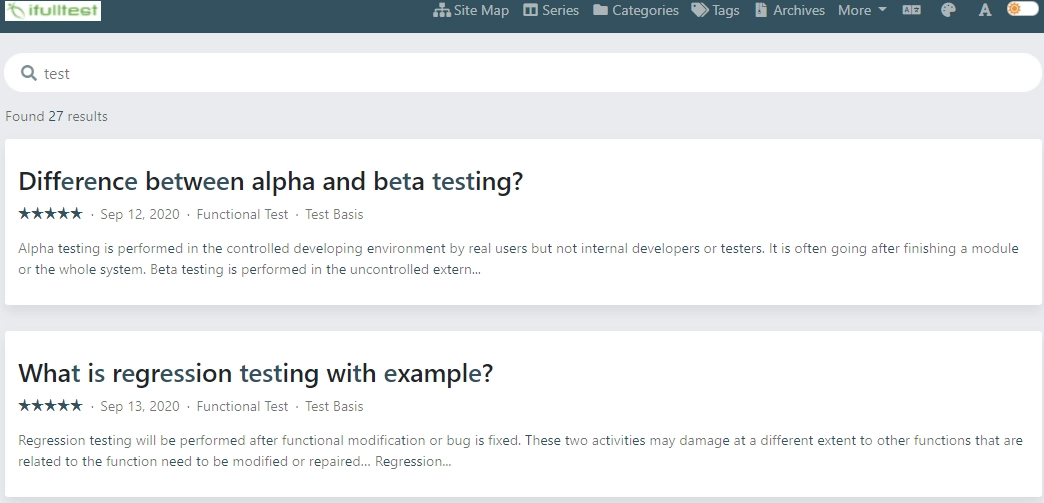 ifulltest
Site Map Series Categories Tags Archives More
test
Found 27 results
Difference between alpha and beta testing?
★★★★★ · Sep 12, 2020 · Functional Test · Test Basis
Alpha testing is performed in the controlled developing environment by real users but not internal developers or testers. It is often going after finishing a module
or the whole system. Beta testing is performed in the uncontrolled extern...
What is regression testing with example?
★★★★★ · Sep 13, 2020 · Functional Test · Test Basis
Regression testing will be performed after functional modification or bug is fixed. These two activities may damage at a different extent to other functions that are
related to the function need to be modified or repaired... Regression...